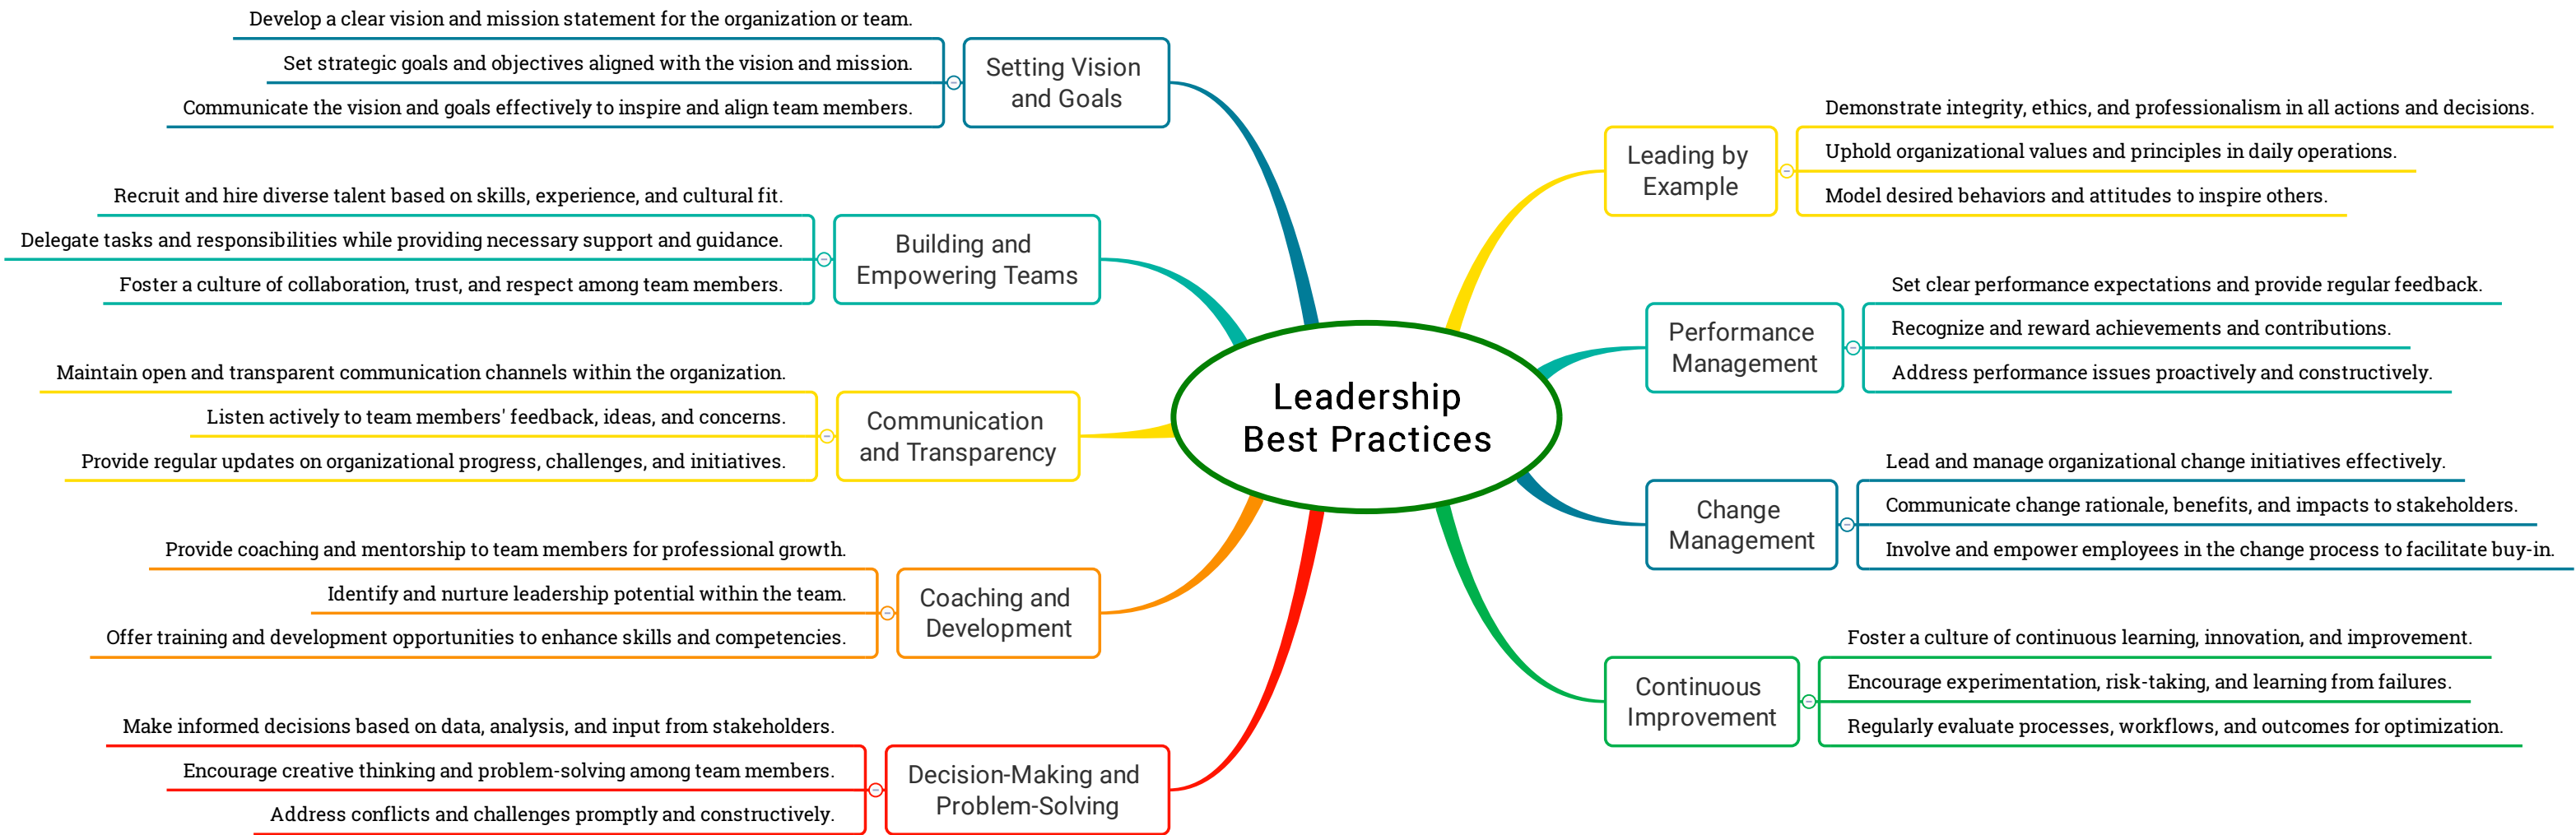 Leadership
Best Practices
Setting Vision
and Goals
Develop a clear vision and mission statement for the organization or team.
Set strategic goals and objectives aligned with the vision and mission.
Communicate the vision and goals effectively to inspire and align team members.
Building and
Empowering Teams
Recruit and hire diverse talent based on skills, experience, and cultural fit.
Delegate tasks and responsibilities while providing necessary support and guidance.
Foster a culture of collaboration, trust, and respect among team members.
Communication
and Transparency
Maintain open and transparent communication channels within the organization.
Listen actively to team members' feedback, ideas, and concerns.
Provide regular updates on organizational progress, challenges, and initiatives.
Coaching and
Development
Provide coaching and mentorship to team members for professional growth.
Identify and nurture leadership potential within the team.
Offer training and development opportunities to enhance skills and competencies.
Decision-Making and
Problem-Solving
Make informed decisions based on data, analysis, and input from stakeholders.
Encourage creative thinking and problem-solving among team members.
Address conflicts and challenges promptly and constructively.
Leading by
Example
Demonstrate integrity, ethics, and professionalism in all actions and decisions.
Uphold organizational values and principles in daily operations.
Model desired behaviors and attitudes to inspire others.
Performance
Management
Set clear performance expectations and provide regular feedback.
Recognize and reward achievements and contributions.
Address performance issues proactively and constructively.
Change
Management
Lead and manage organizational change initiatives effectively.
Communicate change rationale, benefits, and impacts to stakeholders.
Involve and empower employees in the change process to facilitate buy-in.
Continuous
Improvement
Foster a culture of continuous learning, innovation, and improvement.
Encourage experimentation, risk-taking, and learning from failures.
Regularly evaluate processes, workflows, and outcomes for optimization.